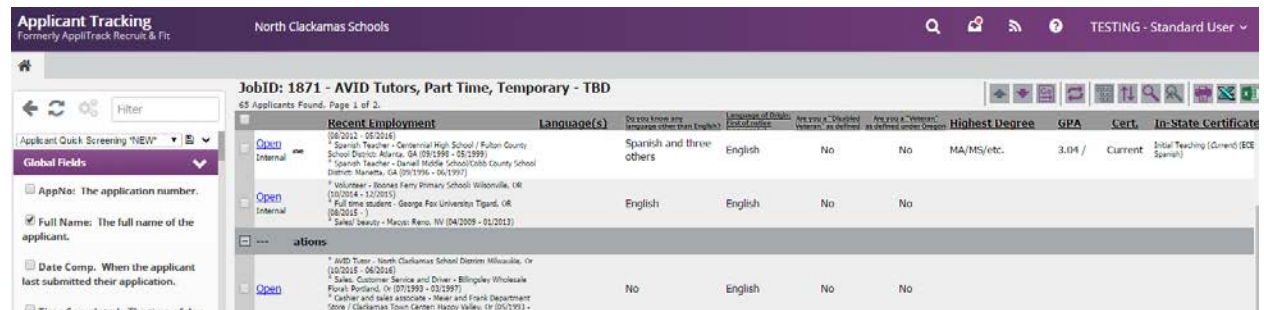 Applicant Tracking
Formerly AppliTrack Recruit & Fit
North Clackamas Schools
TESTING - Standard User
JobID: 1871 - AVID Tutors, Part Time, Temporary - TBD
65 Applicants Found. Page 1 of 2.
Filter
Applicant Quick Screening *NEW*
Global Fields
AppNo: The application number.
Full Name: The full name of the
applicant.
Date Comp. When the applicant
last submitted their application.
Recent Employment Language(s) Do you know any language other than English? Language of Origin: Are you a "Disabled Veteran" as defined Are you a "Veteran" as defined under Oregon Highest Degree GPA Cert. In-State Certificate
Open
Internal
(08/2012 - 05/2016)
* Spanish Teacher - Centennial High School / Fulton County
School District: Atlanta, GA (09/1998 - 05/1999)
* Spanish Teacher - Daniell Middle School/Cobb County School
District: Marietta, GA (09/1996 - 06/1997)
Spanish and three
others
English No No MA/MS/etc. 3.04 / Current Initial Teaching (Current) (ECE
Spanish)
Open
Internal
* Volunteer - Boones Ferry Primary School: Wilsonville, OR
(10/2014 - 12/2015)
* Full time student - George Fox University: Tigard, OR
(08/2015 - )
* Sales/ beauty - Macys: Reno, NV (04/2009 - 01/2013)
English English No No
--- ations
Open
* AVID Tutor - North Clackamas School District: Milwaukie, Or
(10/2015 - 06/2016)
* Sales, Customer Service and Driver - Billingsley Wholesale
Floral: Portland, Or (07/1993 - 03/1997)
* Cashier and sales associate - Meier and Frank Department
Store / Clackamas Town Center: Happy Valley, Or (05/1993 -
No English No No